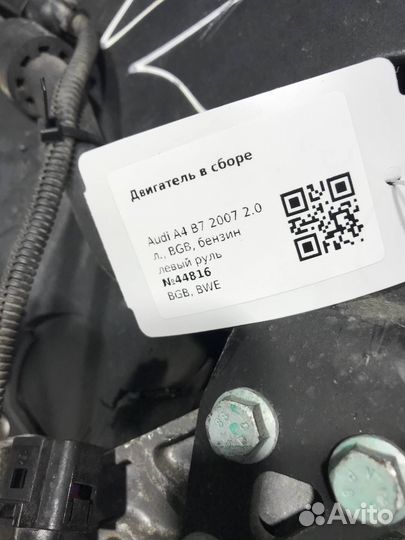 Двигатель в сборе
Audi A4 B7 2007 2.0
л., BGB, бензин
левый руль
№44816
BGB, BWE
Avito